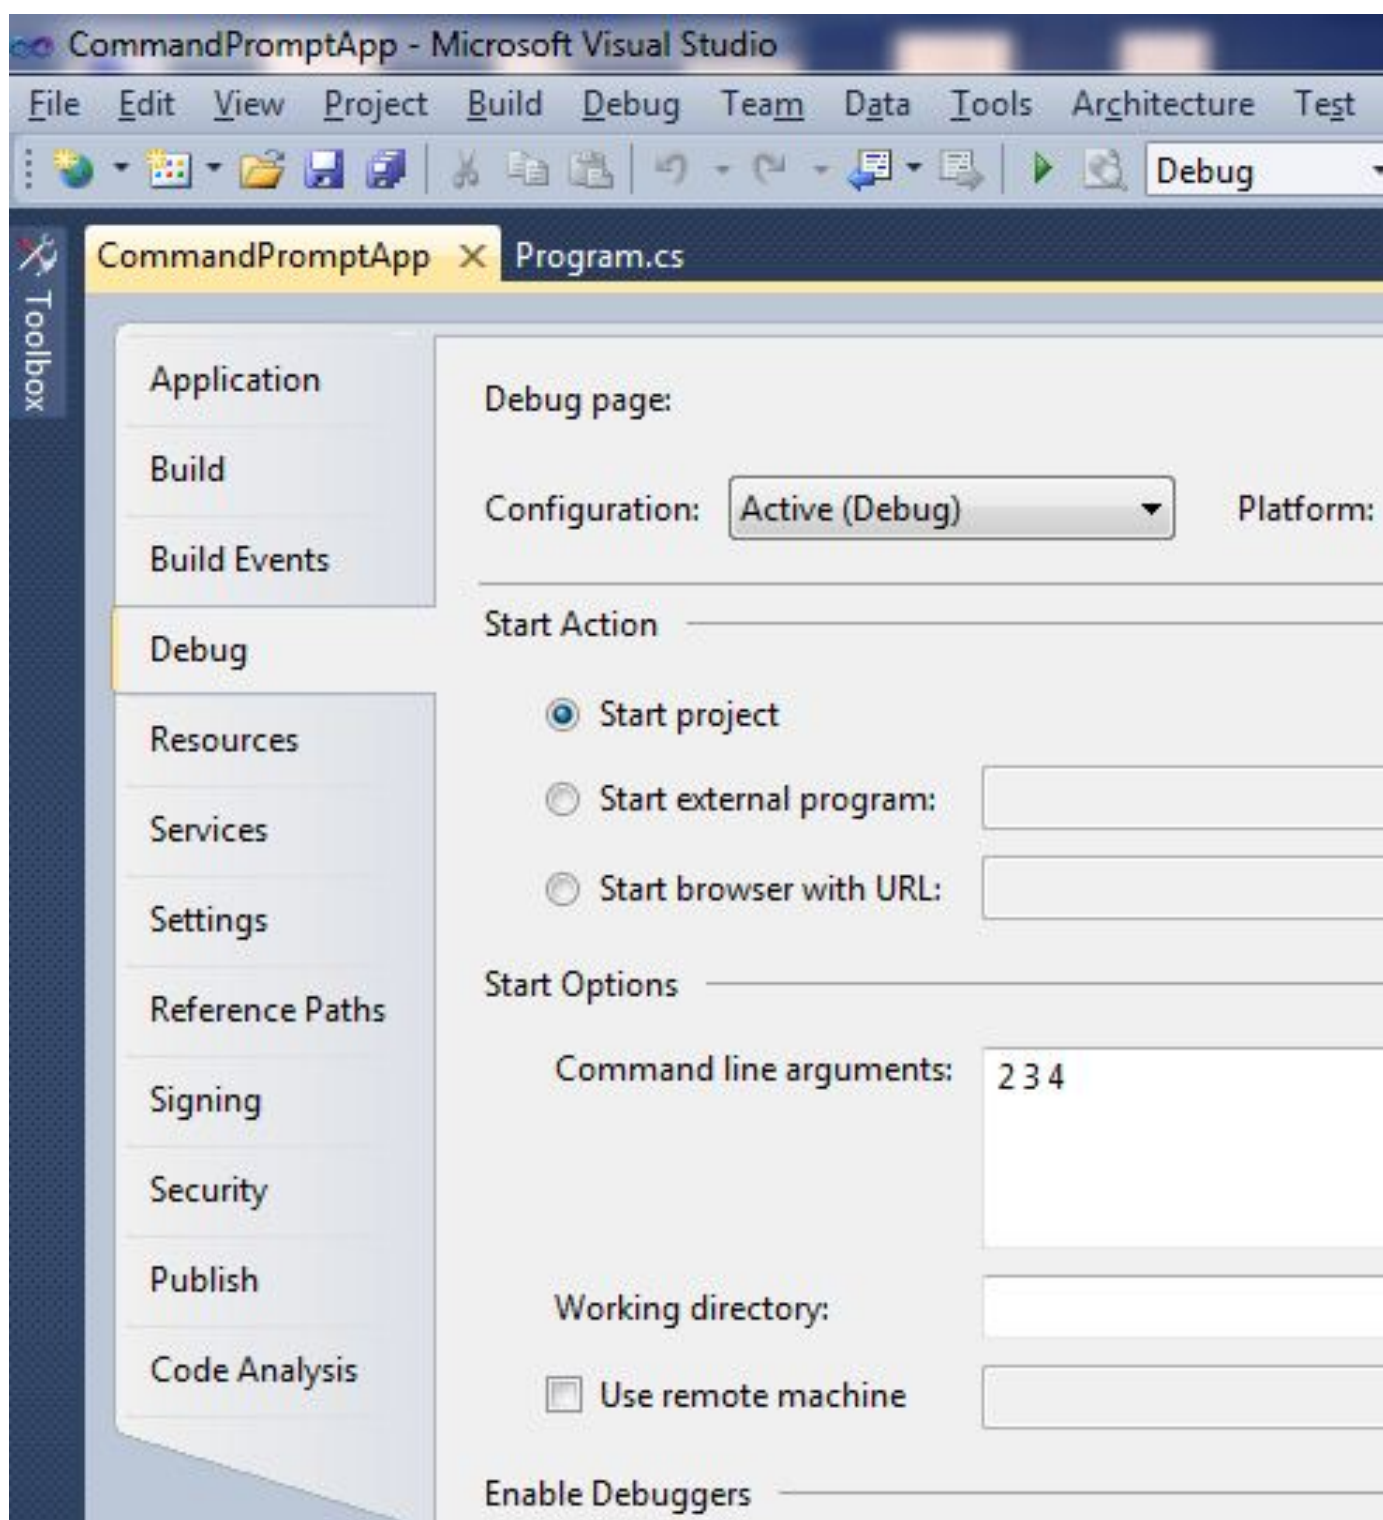 CommandPromptApp - Microsoft Visual Studio
File Edit View Project Build Debug Team Data Tools Architecture Test
Debug
Toolbox
CommandPromptApp Program.cs
Application
Build
Build Events
Debug
Resources
Services
Settings
Reference Paths
Signing
Security
Publish
Code Analysis
Debug page:
Configuration: Active (Debug) Platform:
Start Action
Start project
Start external program:
Start browser with URL:
Start Options
Command line arguments: 2 3 4
Working directory:
Use remote machine
Enable Debuggers